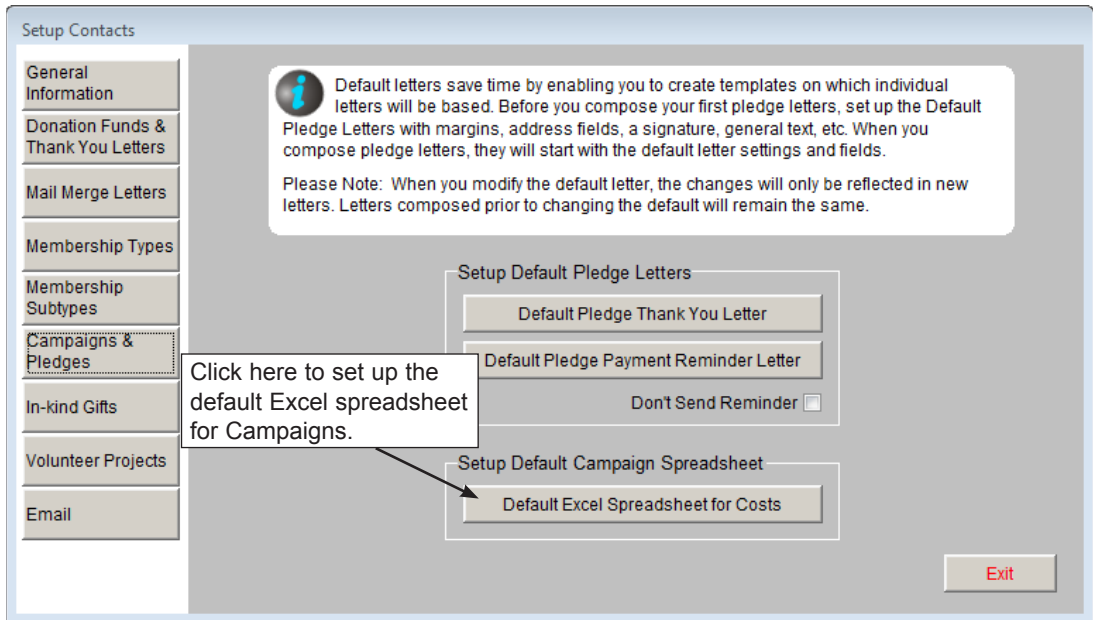 Setup Contacts
General
Information
Donation Funds &
Thank You Letters
Mail Merge Letters
Membership Types
Membership
Subtypes
Campaigns &
Pledges
In-kind Gifts
Volunteer Projects
Email
Default letters save time by enabling you to create templates on which individual
letters will be based. Before you compose your first pledge letters, set up the Default
Pledge Letters with margins, address fields, a signature, general text, etc. When you
compose pledge letters, they will start with the default letter settings and fields.
Please Note: When you modify the default letter, the changes will only be reflected in new
letters. Letters composed prior to changing the default will remain the same.
Setup Default Pledge Letters
Default Pledge Thank You Letter
Default Pledge Payment Reminder Letter
Don't Send Reminder
Click here to set up the
default Excel spreadsheet
for Campaigns.
Setup Default Campaign Spreadsheet
Default Excel Spreadsheet for Costs
Exit